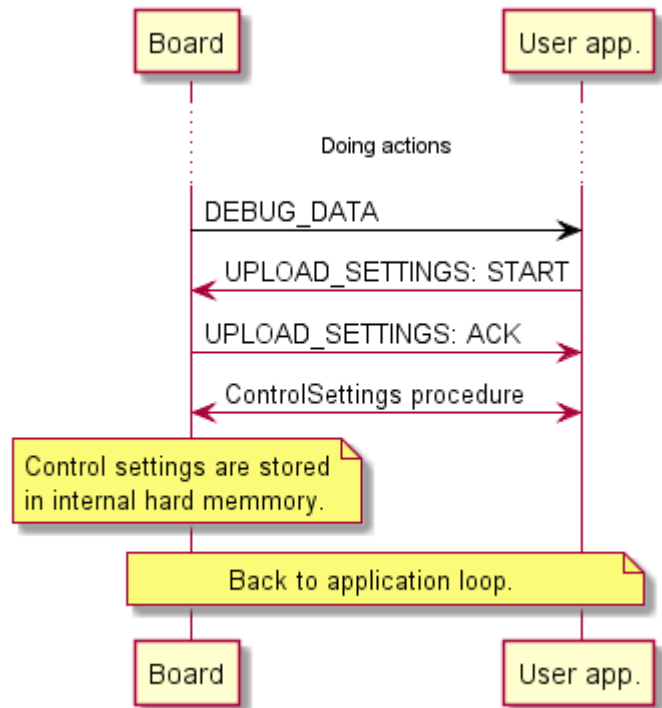 Board
User app.
Doing actions
DEBUG_DATA
UPLOAD_SETTINGS: START
UPLOAD_SETTINGS: ACK
ControlSettings procedure
Control settings are stored
in internal hard memmory.
Back to application loop.
Board
User app.